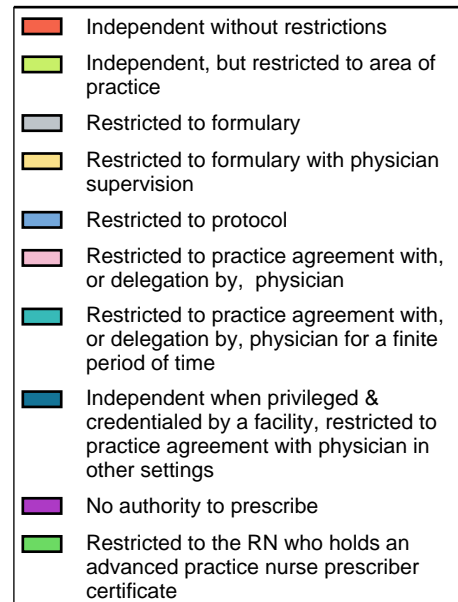 Independent without restrictions
Independent, but restricted to area of
practice
Restricted to formulary
Restricted to formulary with physician
supervision
Restricted to protocol
Restricted to practice agreement with,
or delegation by, physician
Restricted to practice agreement with,
or delegation by, physician for a finite
period of time
Independent when privileged &
credentialed by a facility, restricted to
practice agreement with physician in
other settings
No authority to prescribe
Restricted to the RN who holds an
advanced practice nurse prescriber
certificate